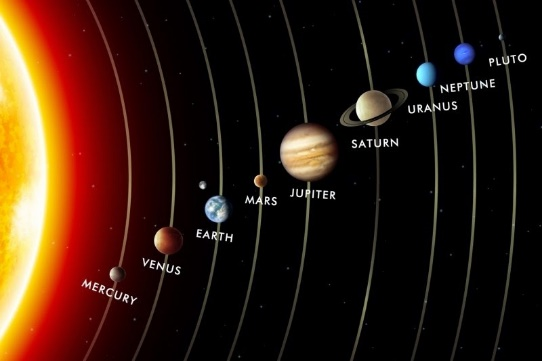 MERCURY
VENUS
EARTH
MARS
JUPITER
SATURN
URANUS
NEPTUNE
PLUTO